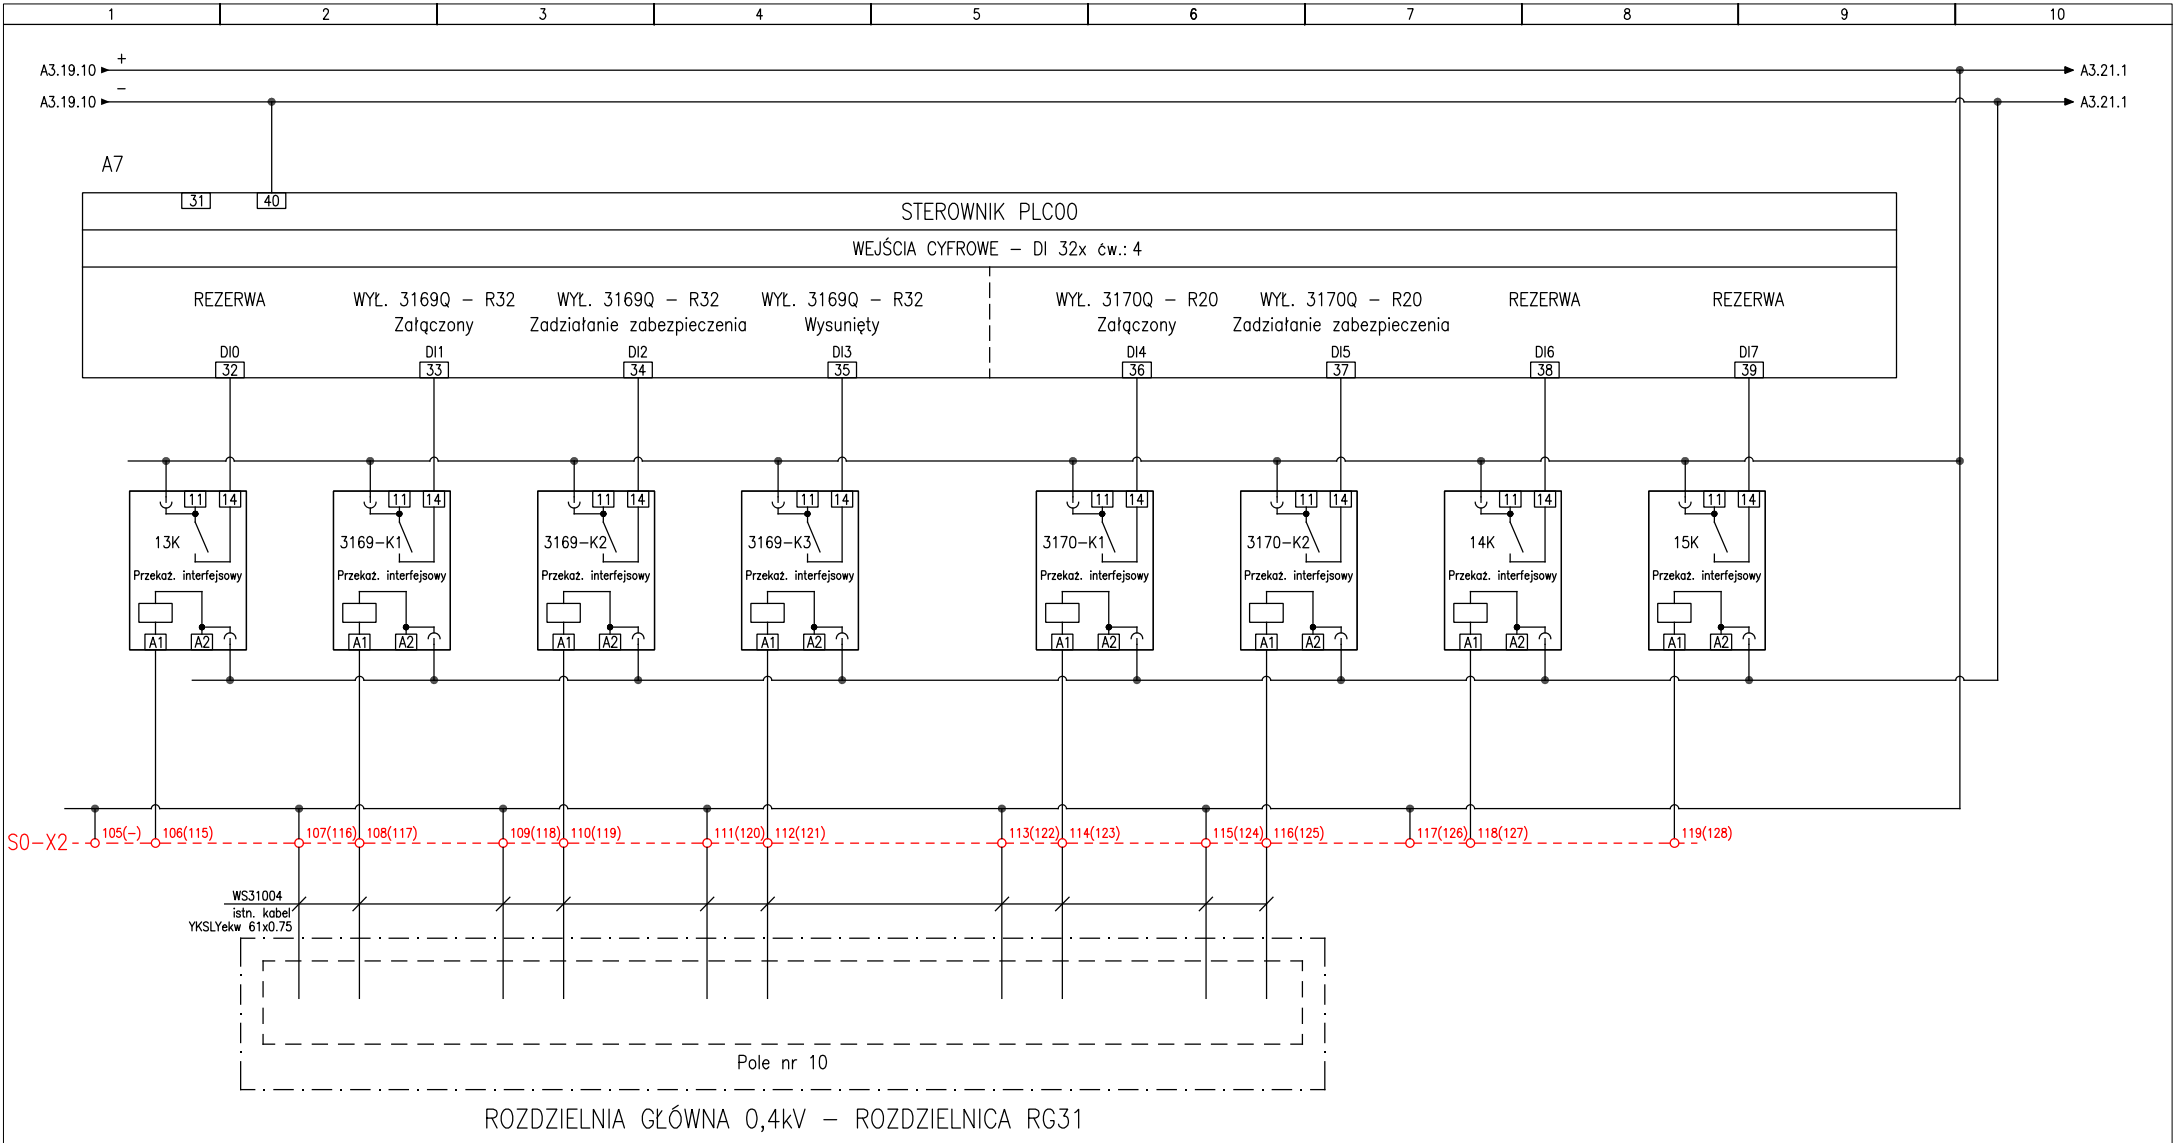 1 2 3 4 5 6 7 8 9 10
+
A3.19.10 A3.21.1
−
A3.19.10 A3.21.1
A7
31 40
STEROWNIK PLC00
WEJŚCIA CYFROWE − DI 32x ćw.: 4
REZERWA WYŁ. 3169Q − R32 WYŁ. 3169Q − R32 WYŁ. 3169Q − R32 WYŁ. 3170Q − R20 WYŁ. 3170Q − R20 REZERWA REZERWA
Załączony Zadziałanie zabezpieczenia Wysunięty Załączony Zadziałanie zabezpieczenia
DI0 DI1 DI2 DI3 DI4 DI5 DI6 DI7
32 33 34 35 36 37 38 39
11 14 11 14 11 14 11 14 11 14 11 14 11 14 11 14
13K 3169−K1 3169−K2 3169−K3 3170−K1 3170−K2 14K 15K
Przekaź. interfejsowy Przekaź. interfejsowy Przekaź. interfejsowy Przekaź. interfejsowy Przekaź. interfejsowy Przekaź. interfejsowy Przekaź. interfejsowy Przekaź. interfejsowy
A1 A2 A1 A2 A1 A2 A1 A2 A1 A2 A1 A2 A1 A2 A1 A2
105(−) 106(115) 107(116) 108(117) 109(118) 110(119) 111(120) 112(121) 113(122) 114(123) 115(124) 116(125) 117(126) 118(127) 119(128)
S0−X2
WS31004
istn. kabel
YKSLYekw 61x0.75
Pole nr 10
ROZDZIELNIA GŁÓWNA 0,4kV − ROZDZIELNICA RG31